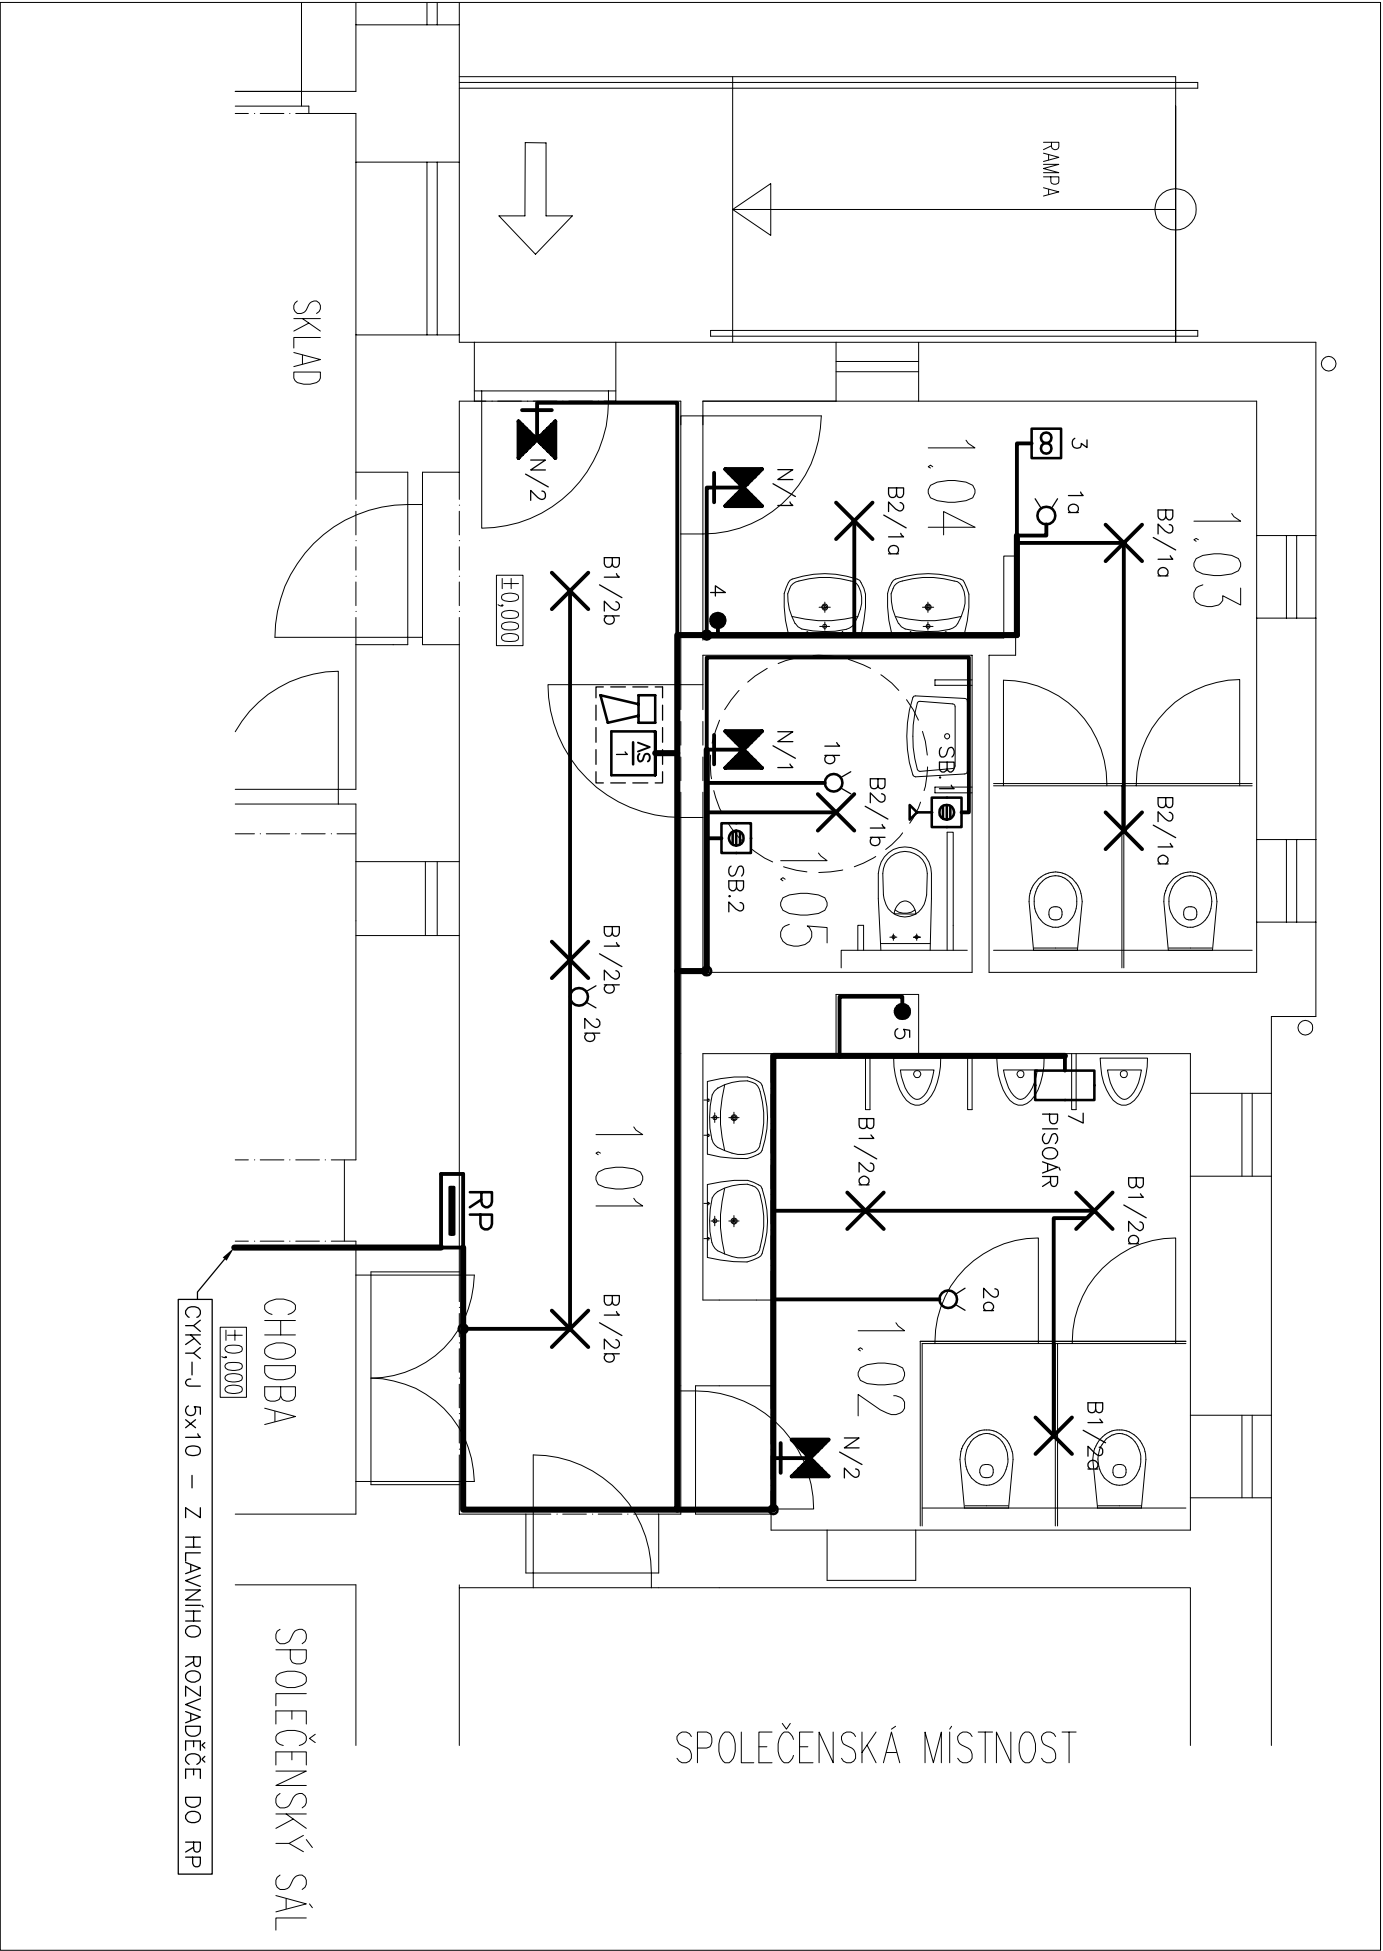 RAMPA
SKLAD
3
1a
B2/1a
1.03
1.04
B2/1a
N/1
N/2
4
B1/2b
±0,000
B2/1a
SB.1
1b
B2/1b
N/1
1.05
SB.2
AS
1
B1/2b
2b
5
7
PISOÁR
B1/2a
B1/2a
2a
1.02
B1/2a
N/2
1.01
B1/2b
RP
CHODBA
±0,000
CYKY-J 5x10 - Z HLAVNÍHO ROZVADĚČE DO RP
SPOLEČENSKÁ MÍSTNOST
SPOLEČENSKÝ SÁL